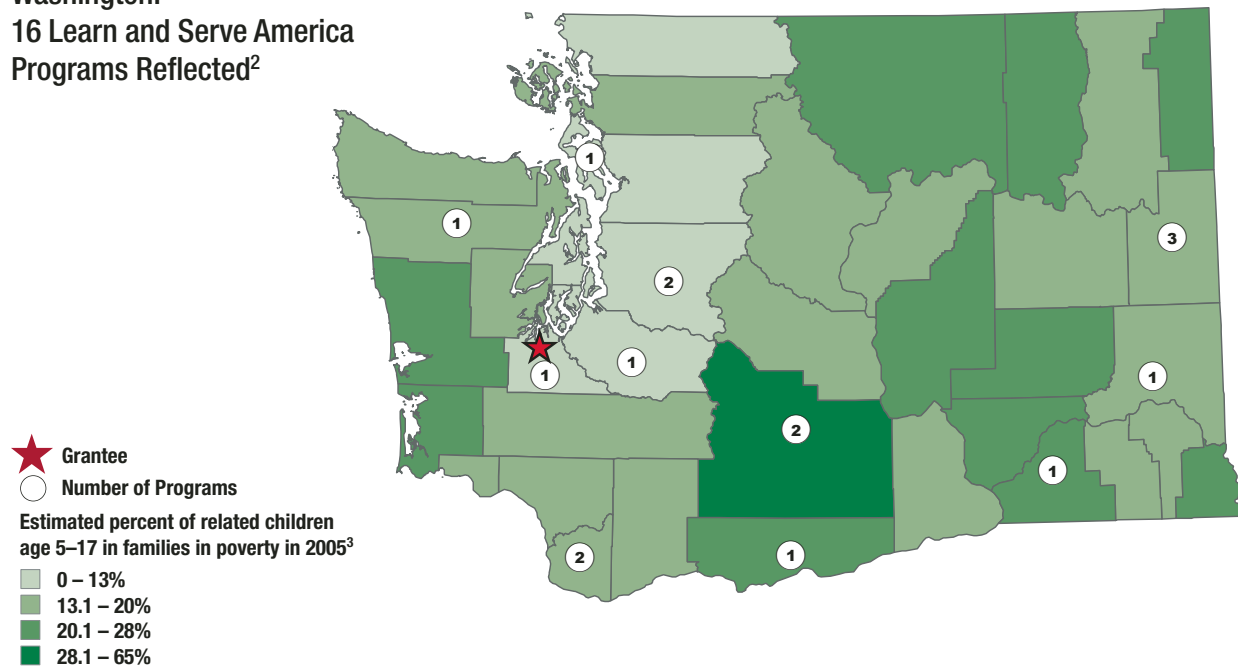 Washington:
16 Learn and Serve America
Programs Reflected²
1
1
3
2
1
1
1
2
1
2
1
Grantee
Number of Programs
Estimated percent of related children
age 5–17 in families in poverty in 2005³
0 – 13%
13.1 – 20%
20.1 – 28%
28.1 – 65%